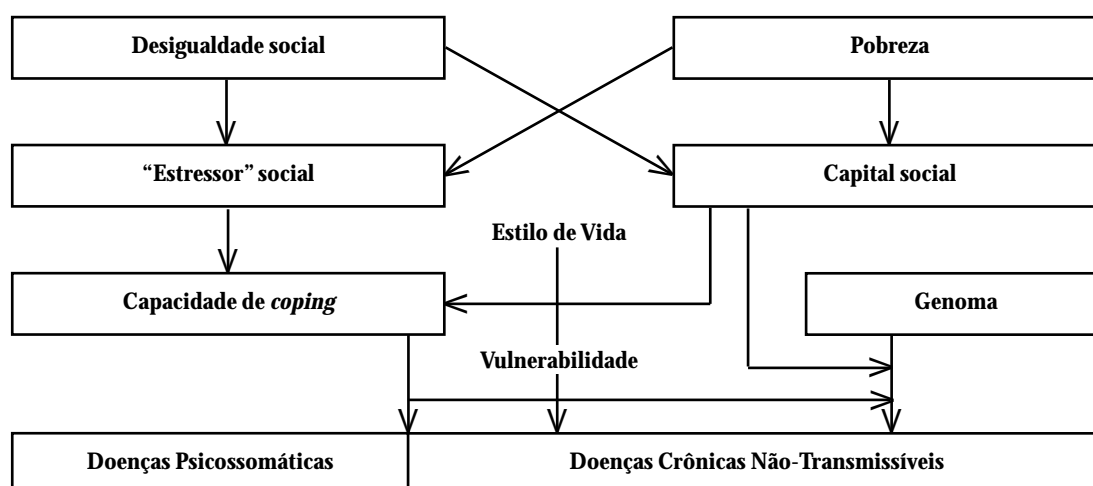 Desigualdade social
Pobreza
“Estressor” social
Capital social
Estilo de Vida
Capacidade de coping
Genoma
Vulnerabilidade
Doenças Psicossomáticas
Doenças Crônicas Não-Transmissíveis